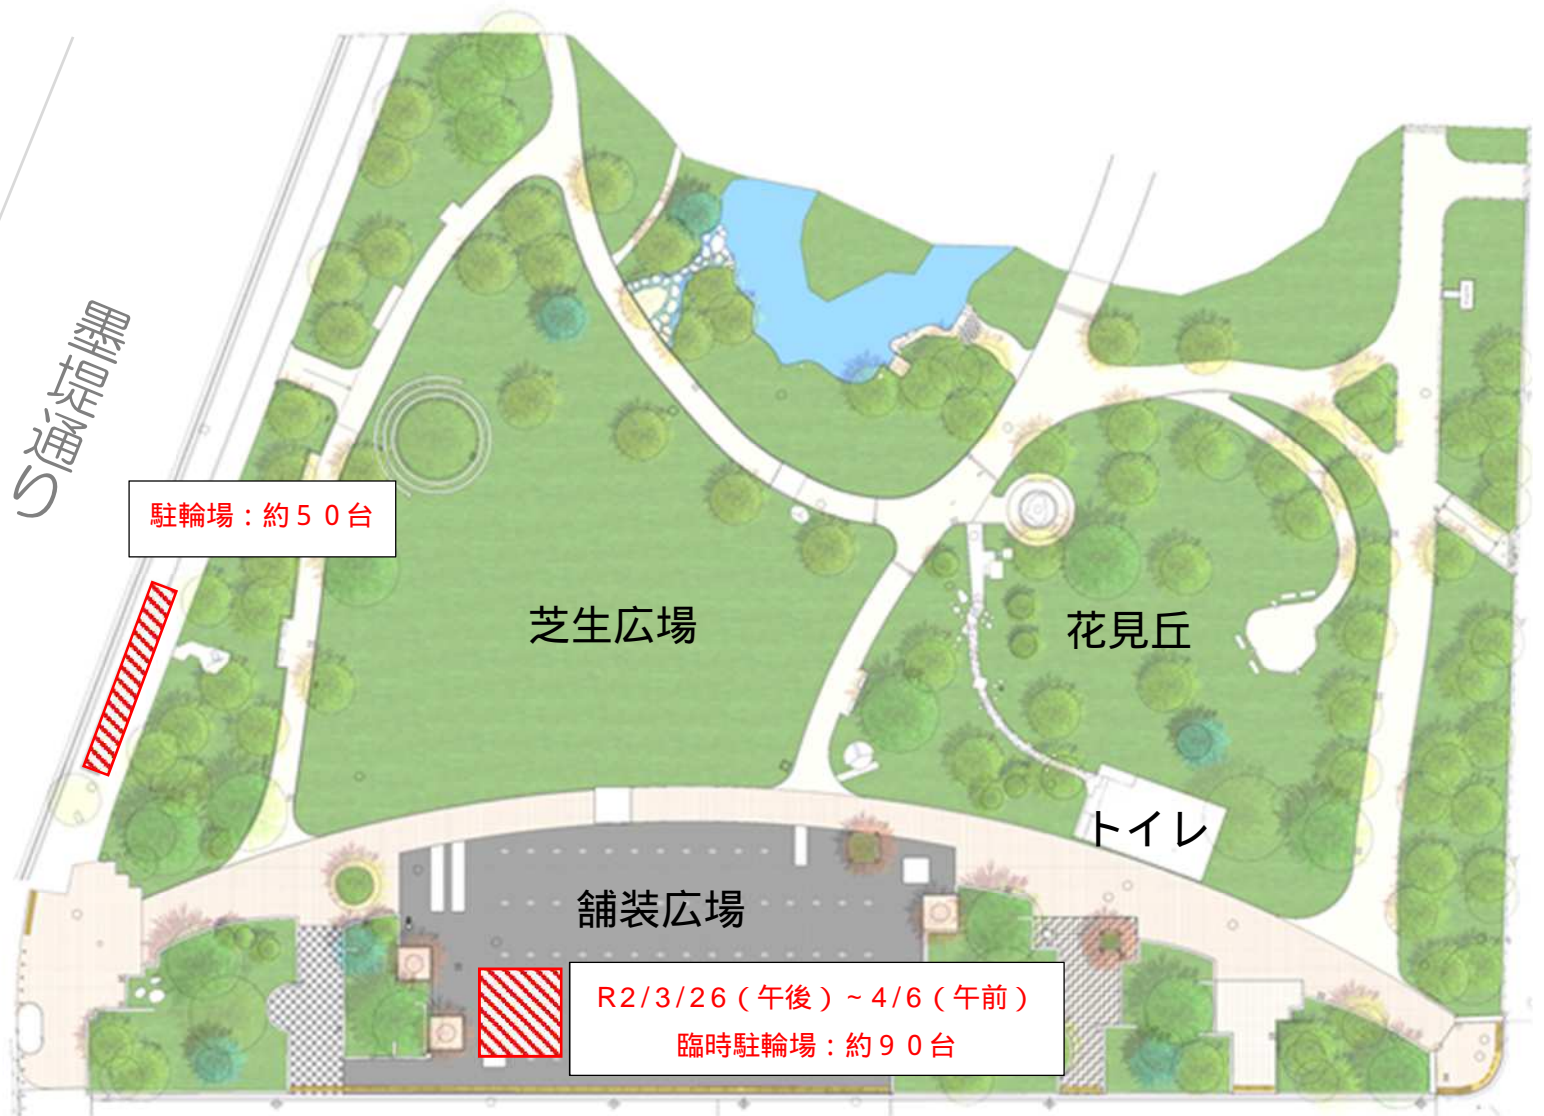 墨堤通り
駐輪場：約５０台
芝生広場
花見丘
トイレ
舗装広場
R2/3/26（午後）~4/6（午前）
臨時駐輪場：約９０台